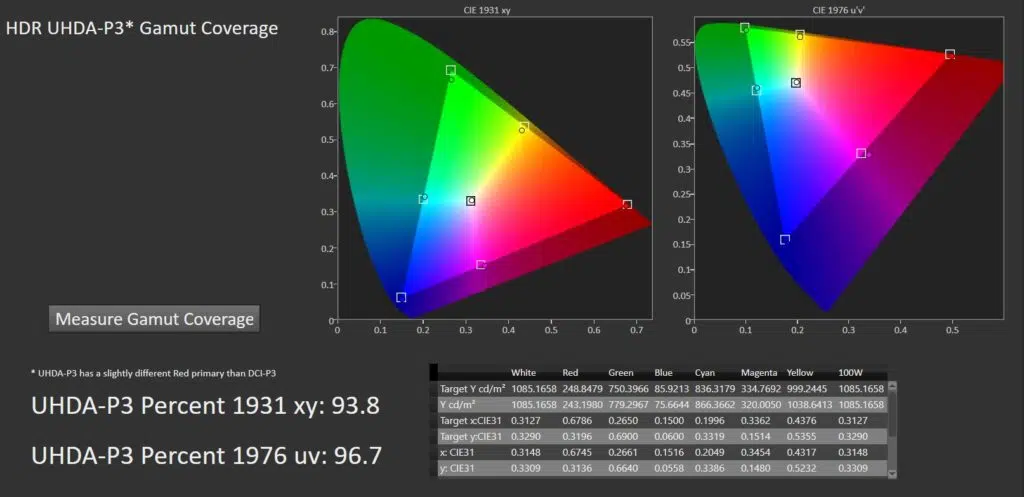 HDR UHDA-P3* Gamut Coverage
CIE 1931 xy
0.8
0.7
0.6
0.5
0.4
0.3
0.2
0.1
0
0 0.1 0.2 0.3 0.4 0.5 0.6 0.7
CIE 1976 u'v'
0.55
0.5
0.45
0.4
0.35
0.3
0.25
0.2
0.15
0.1
0.05
0
0 0.1 0.2 0.3 0.4 0.5
Measure Gamut Coverage
* UHDA-P3 has a slightly different Red primary than DCI-P3
UHDA-P3 Percent 1931 xy: 93.8
UHDA-P3 Percent 1976 uv: 96.7
White Red Green Blue Cyan Magenta Yellow 100W
Target Y cd/m² 1085.1658 248.8479 750.3966 85.9213 836.3179 334.7692 999.2445 1085.1658
Y cd/m² 1085.1658 243.1980 779.2967 75.6644 866.3662 320.0050 1038.6413 1085.1658
Target x:CIE31 0.3127 0.6786 0.2650 0.1500 0.1996 0.3362 0.4376 0.3127
Target y:CIE31 0.3290 0.3196 0.6900 0.0600 0.3319 0.1514 0.5355 0.3290
x: CIE31 0.3148 0.6745 0.2661 0.1516 0.2049 0.3454 0.4317 0.3148
y: CIE31 0.3309 0.3136 0.6640 0.0558 0.3386 0.1480 0.5232 0.3309